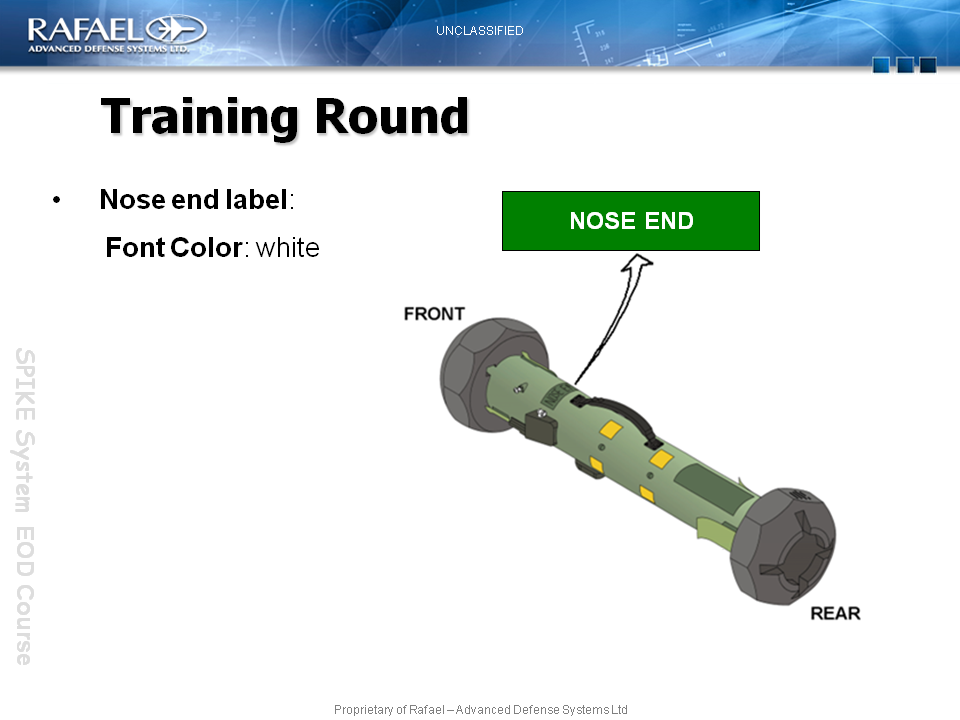 RAFAEL
ADVANCED DEFENSE SYSTEMS LTD.
UNCLASSIFIED
Training Round
• Nose end label:
Font Color: white
NOSE END
FRONT
REAR
SPIKE System EOD Course
Proprietary of Rafael – Advanced Defense Systems Ltd